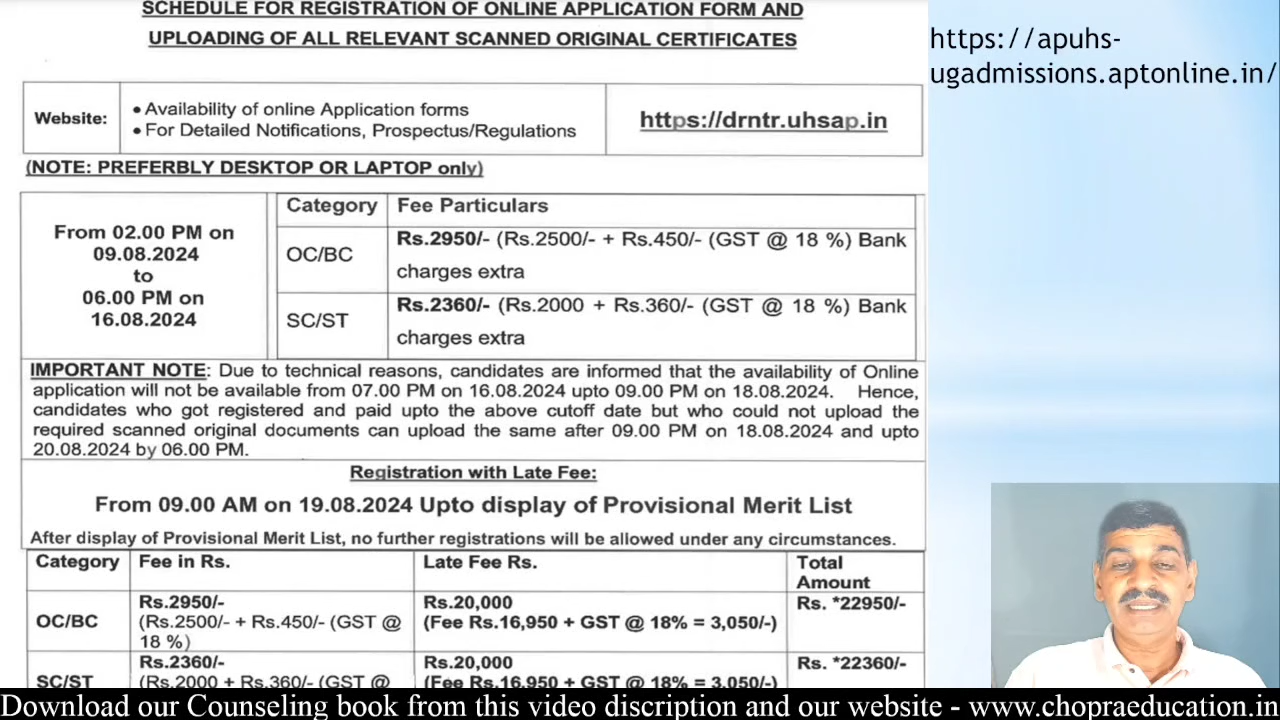 SCHEDULE FOR REGISTRATION OF ONLINE APPLICATION FORM AND
UPLOADING OF ALL RELEVANT SCANNED ORIGINAL CERTIFICATES
https://apuhs-
ugadmissions.aptonline.in/
Website:
• Availability of online Application forms
• For Detailed Notifications, Prospectus/Regulations
https://drntr.uhsap.in
(NOTE: PREFERBLY DESKTOP OR LAPTOP only)
From 02.00 PM on
09.08.2024
to
06.00 PM on
16.08.2024
Category
Fee Particulars
OC/BC
Rs.2950/- (Rs.2500/- + Rs.450/- (GST @ 18 %) Bank
charges extra
SC/ST
Rs.2360/- (Rs.2000 + Rs.360/- (GST @ 18 %) Bank
charges extra
IMPORTANT NOTE: Due to technical reasons, candidates are informed that the availability of Online
application will not be available from 07.00 PM on 16.08.2024 upto 09.00 PM on 18.08.2024. Hence,
candidates who got registered and paid upto the above cutoff date but who could not upload the
required scanned original documents can upload the same after 09.00 PM on 18.08.2024 and upto
20.08.2024 by 06.00 PM.
Registration with Late Fee:
From 09.00 AM on 19.08.2024 Upto display of Provisional Merit List
After display of Provisional Merit List, no further registrations will be allowed under any circumstances.
Category
Fee in Rs.
Late Fee Rs.
Total
Amount
OC/BC
Rs.2950/-
(Rs.2500/- + Rs.450/- (GST @
18 %)
Rs.20,000
(Fee Rs.16,950 + GST @ 18% = 3,050/-)
Rs. *22950/-
SC/ST
Rs.2360/-
(Rs.2000 + Rs.360/- (GST @
Rs.20,000
(Fee Rs.16,950 + GST @ 18% = 3,050/-)
Rs. *22360/-
Download our Counseling book from this video discription and our website - www.chopraeducation.in